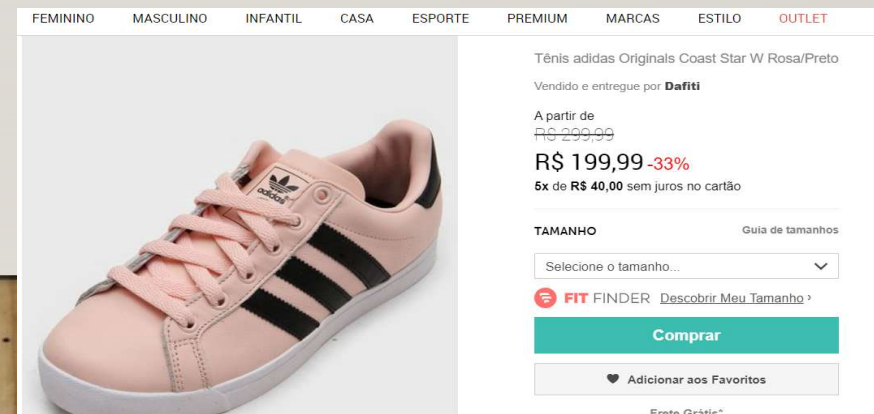 FEMININO MASCULINO INFANTIL CASA ESPORTE PREMIUM MARCAS ESTILO OUTLET
adidas
Tênis adidas Originals Coast Star W Rosa/Preto
Vendido e entregue por Dafiti
A partir de
R$ 299,99
R$ 199,99 -33%
5x de R$ 40,00 sem juros no cartão
TAMANHO Guia de tamanhos
Selecione o tamanho...
FIT FINDER Descobrir Meu Tamanho ›
Comprar
Adicionar aos Favoritos
Frete Grátis*